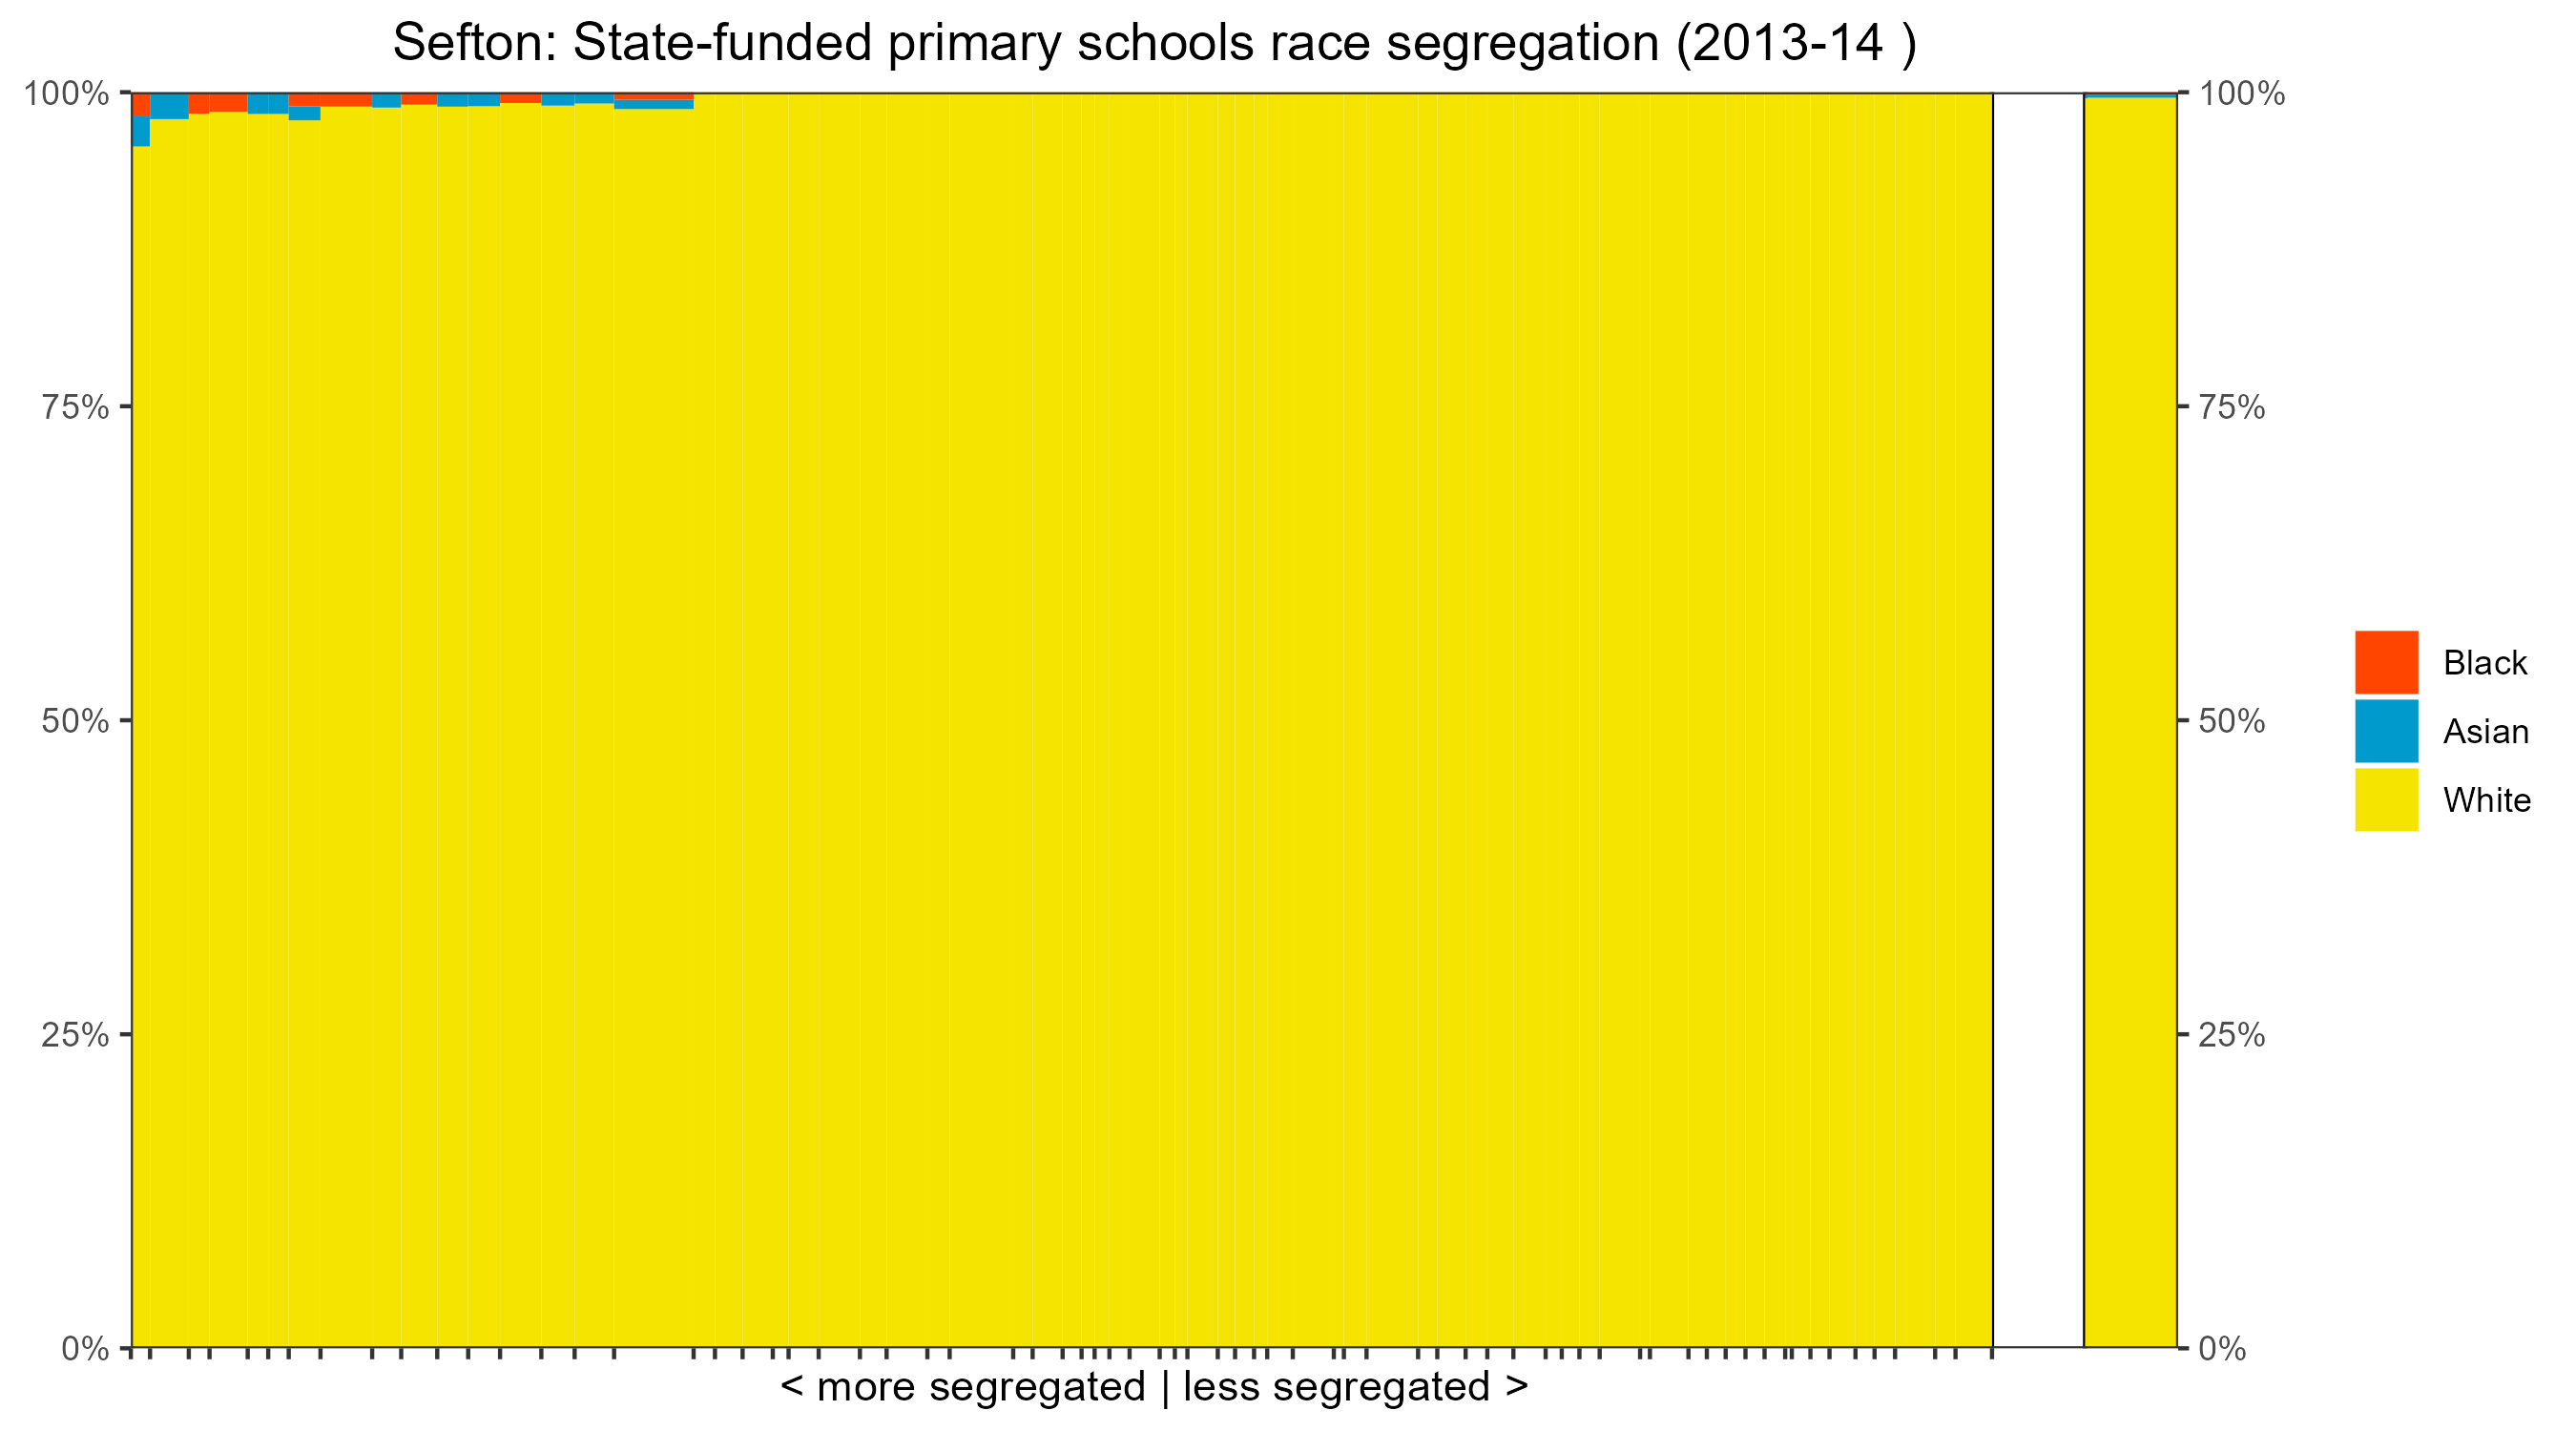 Sefton: State-funded primary schools race segregation (2013-14 )
100%
75%
50%
25%
0%
100%
75%
50%
25%
0%
Black
Asian
White
< more segregated | less segregated >